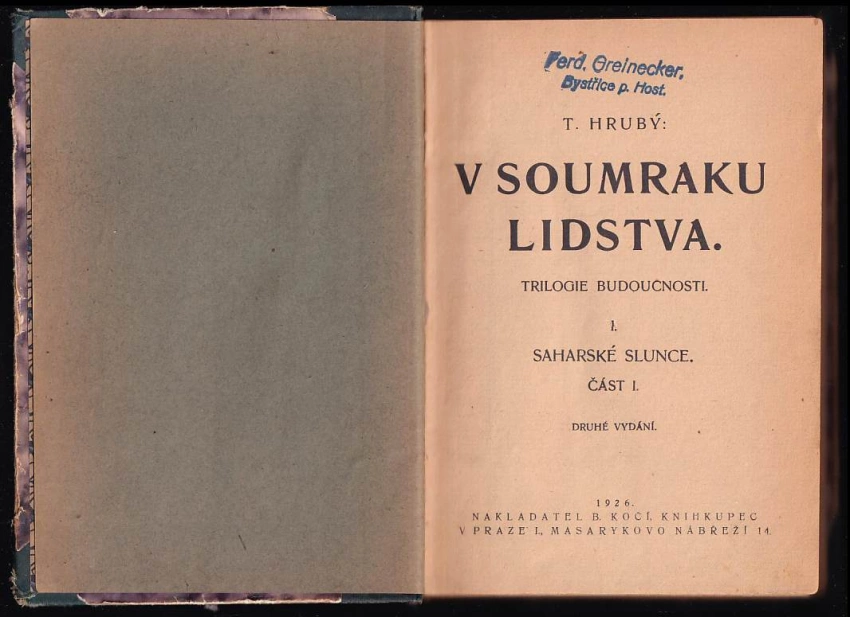 Ferd. Greinecker,
Bystřice p. Host.
T. HRUBÝ:
V SOUMRAKU
LIDSTVA.
TRILOGIE BUDOUCNOSTI.
I.
SAHARSKÉ SLUNCE.
ČÁST I.
DRUHÉ VYDÁNÍ.
1926.
NAKLADATEL B. KOČÍ, KNIHKUPEC
V PRAZE I., MASARYKOVO NÁBŘEŽÍ 14.